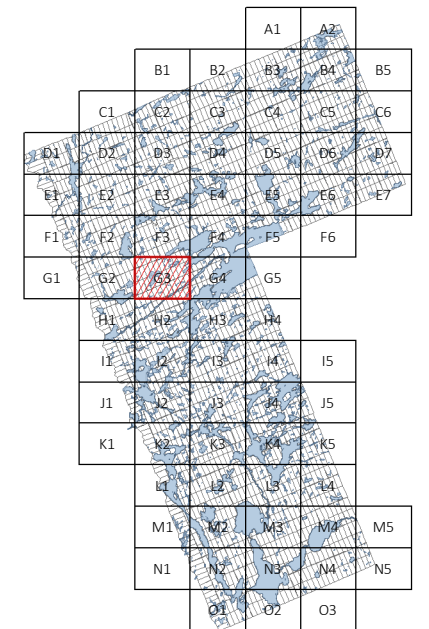 A1 A2
B1 B2 B3 B4 B5
C1 C2 C3 C4 C5 C6
D1 D2 D3 D4 D5 D6 D7
E1 E2 E3 E4 E5 E6 E7
F1 F2 F3 F4 F5 F6
G1 G2 G3 G4 G5
H1 H2 H3 H4
I1 I2 I3 I4 I5
J1 J2 J3 J4 J5
K1 K2 K3 K4 K5
L1 L2 L3 L4
M1 M2 M3 M4 M5
N1 N2 N3 N4 N5
O1 O2 O3